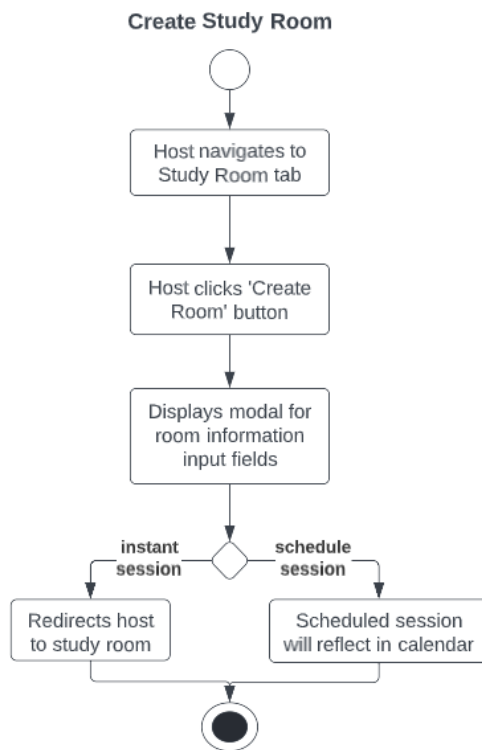 Create Study Room
Host navigates to
Study Room tab
Host clicks 'Create
Room' button
Displays modal for
room information
input fields
instant
session
schedule
session
Redirects host
to study room
Scheduled session
will reflect in calendar